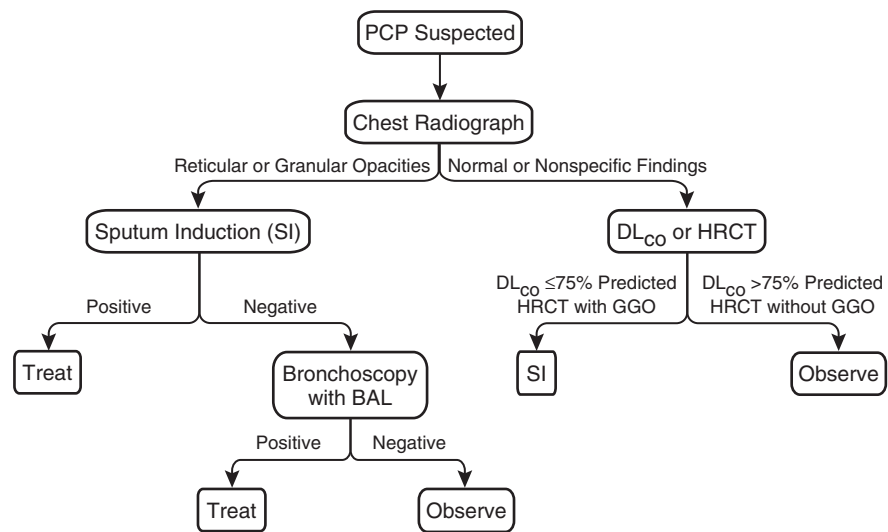 PCP Suspected
Chest Radiograph
Reticular or Granular Opacities
Normal or Nonspecific Findings
Sputum Induction (SI)
DLCO or HRCT
Positive
Negative
DLCO ≤75% Predicted
HRCT with GGO
DLCO >75% Predicted
HRCT without GGO
Treat
Bronchoscopy
with BAL
SI
Observe
Positive
Negative
Treat
Observe